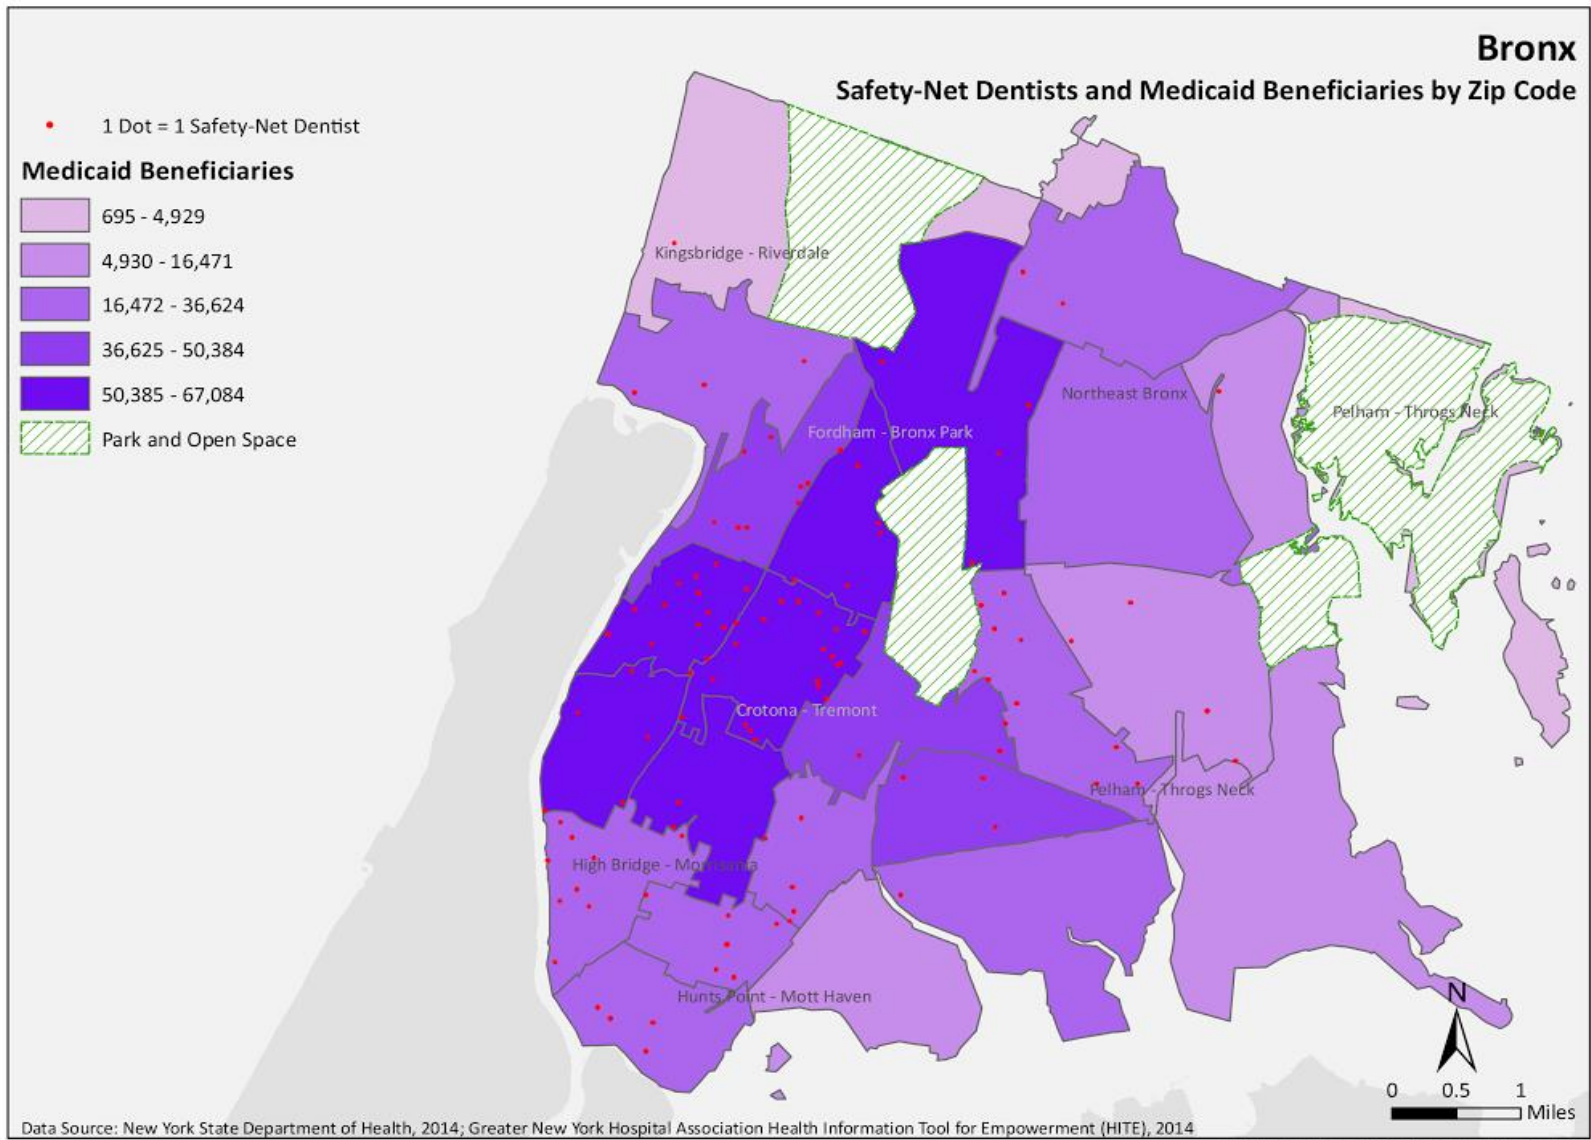 Bronx
Safety-Net Dentists and Medicaid Beneficiaries by Zip Code
1 Dot = 1 Safety-Net Dentist
Medicaid Beneficiaries
695 - 4,929
4,930 - 16,471
16,472 - 36,624
36,625 - 50,384
50,385 - 67,084
Park and Open Space
Kingsbridge - Riverdale
Northeast Bronx
Pelham - Throgs Neck
Fordham - Bronx Park
Crotona - Tremont
Pelham - Throgs Neck
High Bridge - Morrisania
Hunts Point - Mott Haven
N
0 0.5 1
Miles
Data Source: New York State Department of Health, 2014; Greater New York Hospital Association Health Information Tool for Empowerment (HITE), 2014